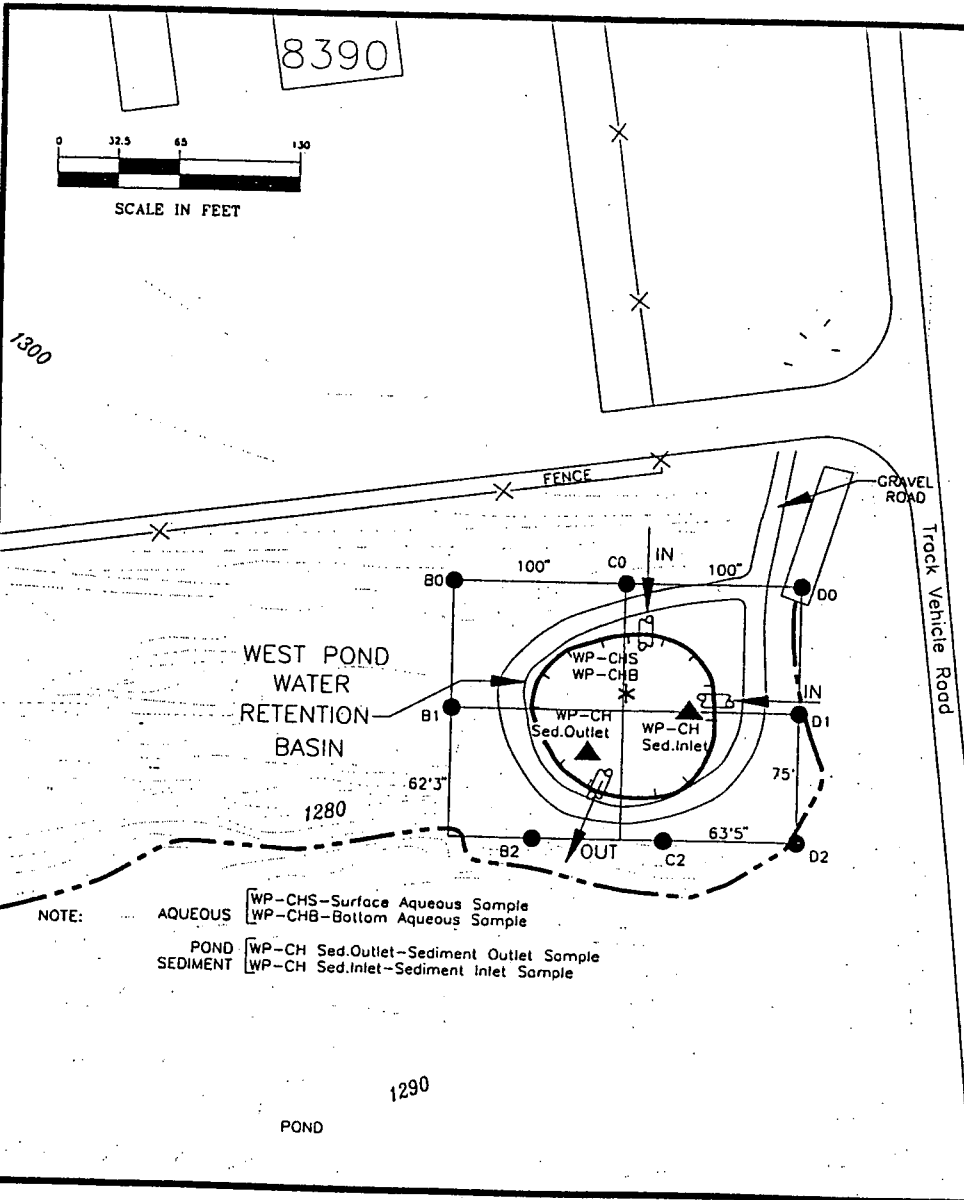 8390
0 32.5 65 130
SCALE IN FEET
1300
FENCE
GRAVEL
ROAD
Track Vehicle Road
IN
100"
C0
100"
B0
D0
WEST POND
WATER
RETENTION
BASIN
WP-CHS
WP-CHB
IN
B1
WP-CH
Sed.Outlet
WP-CH
Sed.Inlet
D1
62'3"
75'
1280
B2
OUT
C2
63'5"
D2
NOTE:
AQUEOUS
WP-CHS-Surface Aqueous Sample
WP-CHB-Bottom Aqueous Sample
POND
SEDIMENT
WP-CH Sed.Outlet-Sediment Outlet Sample
WP-CH Sed.Inlet-Sediment Inlet Sample
1290
POND